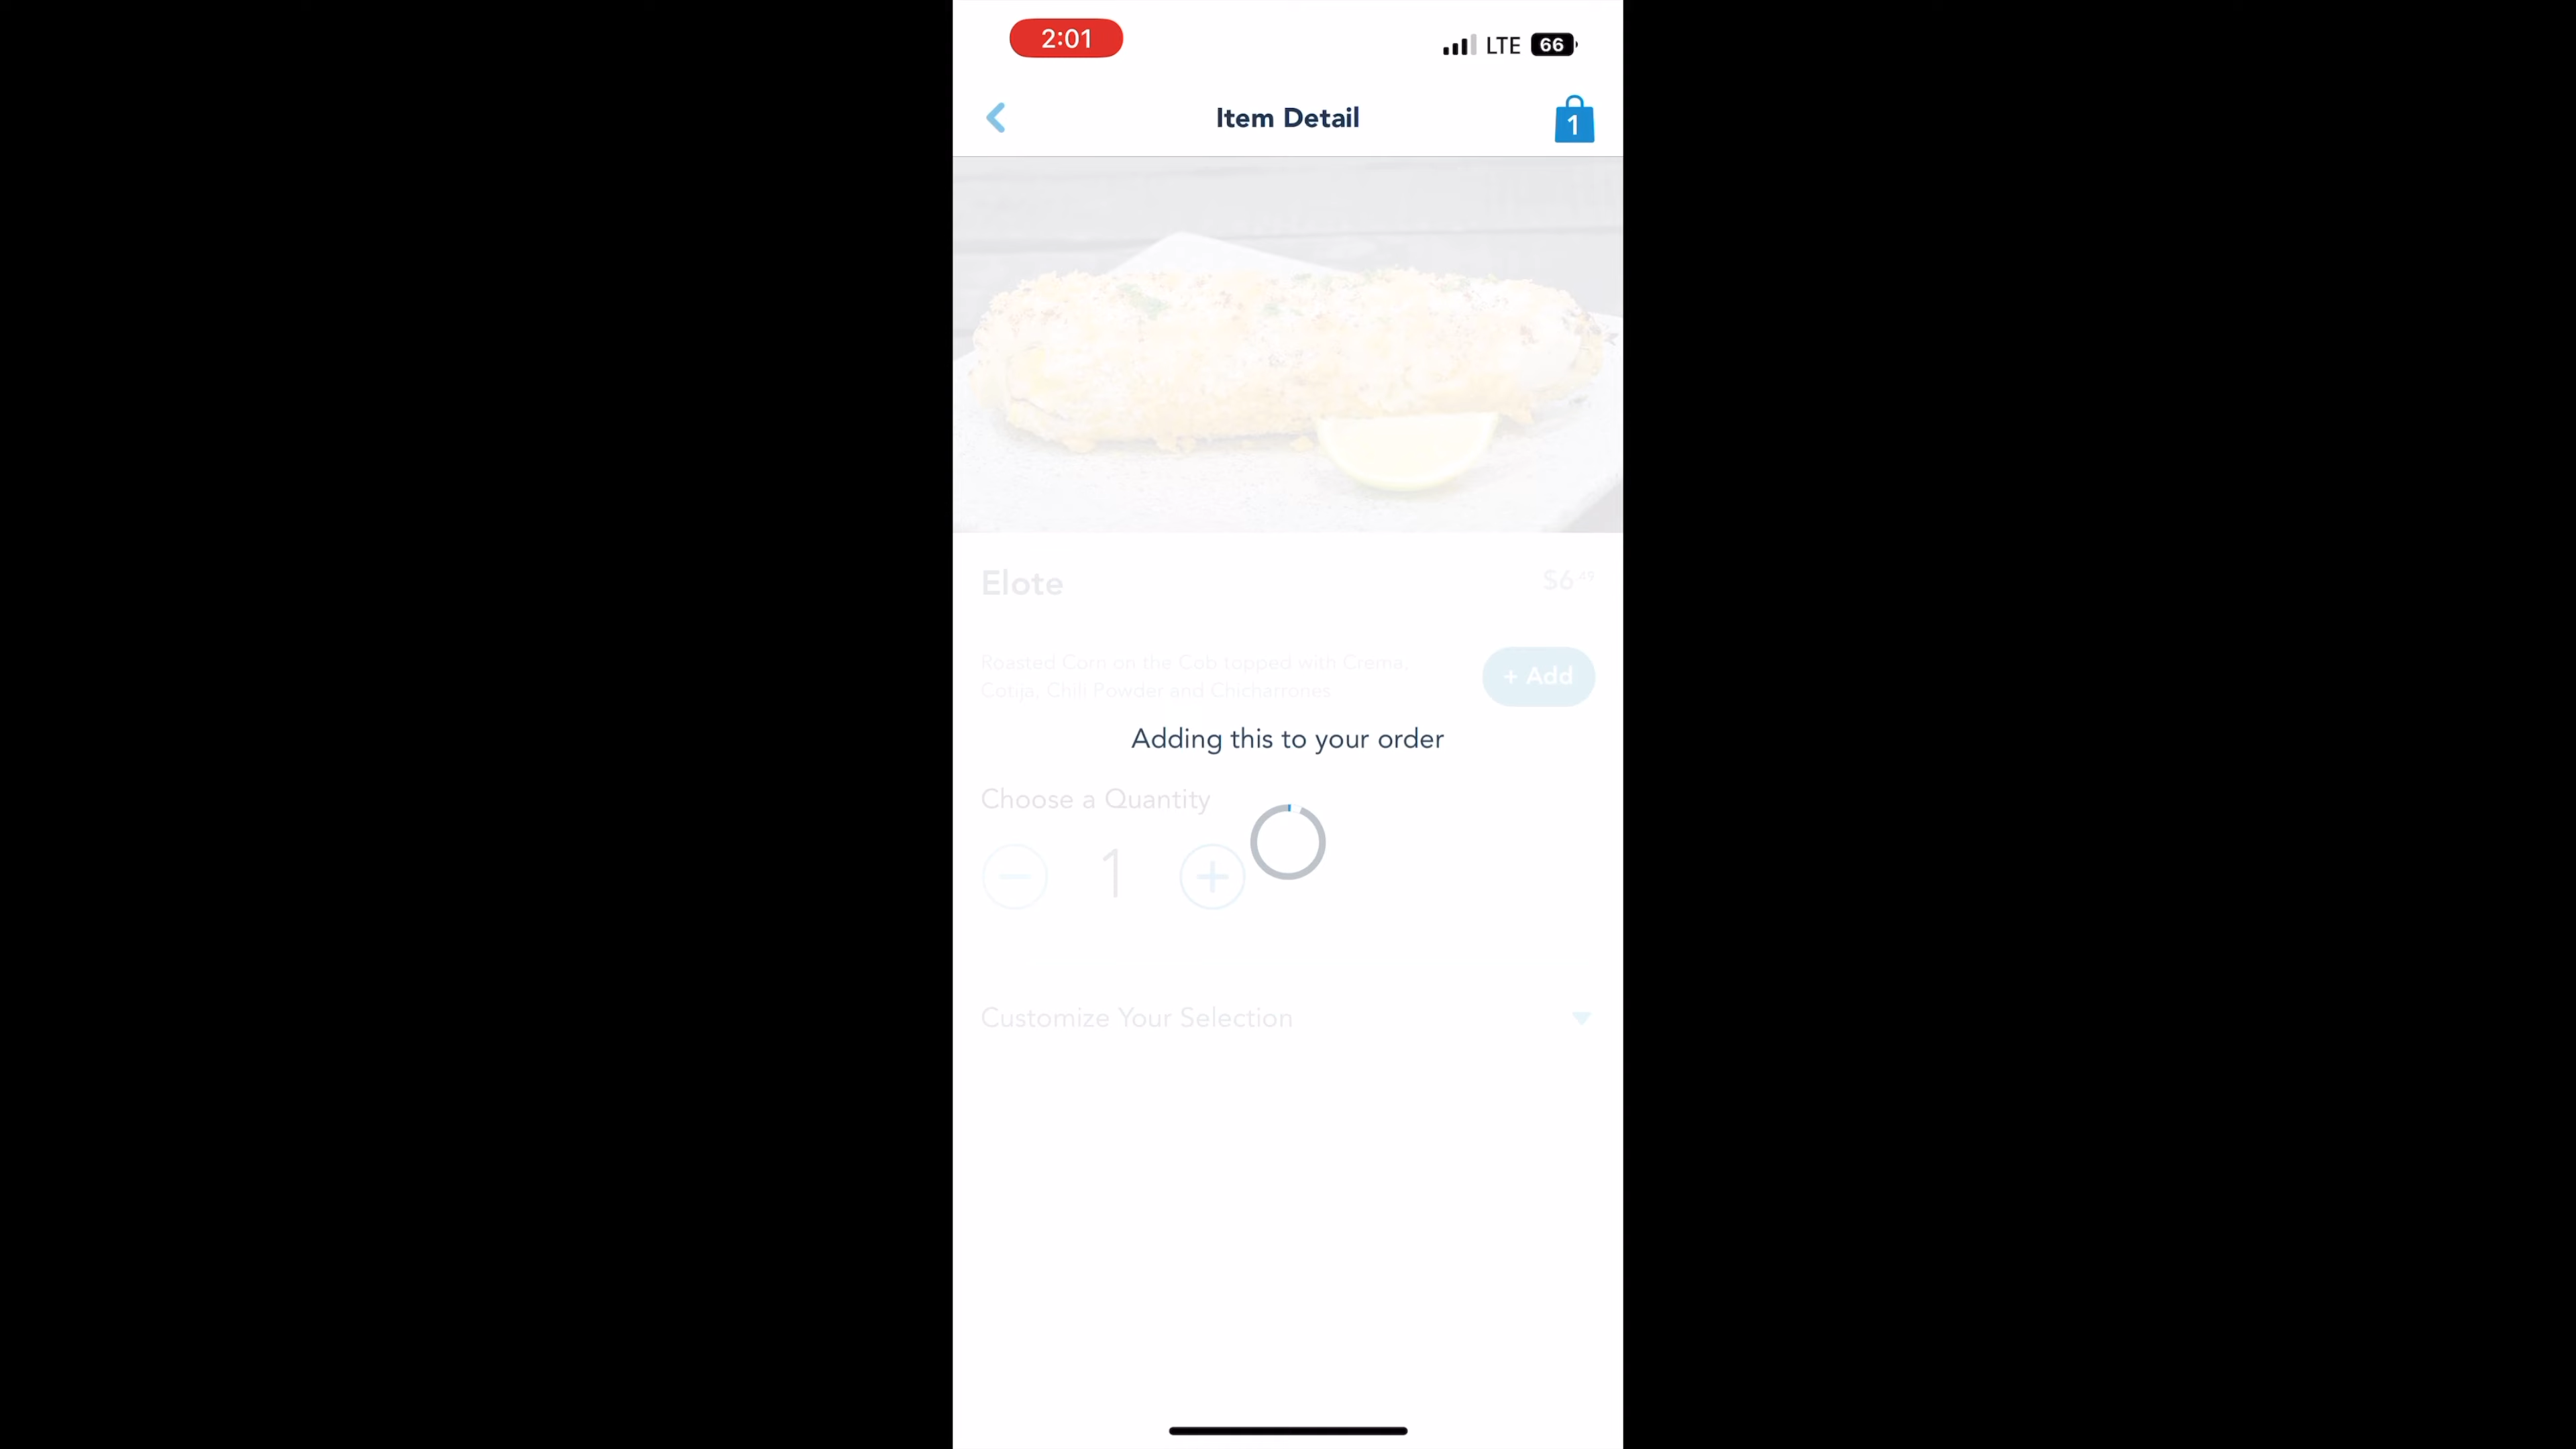 2:01
LTE 66
Item Detail
1
Elote
$6.49
Roasted Corn on the Cob topped with Crema,
Cotija, Chili Powder and Chicharrones
+ Add
Adding this to your order
Choose a Quantity
1
Customize Your Selection